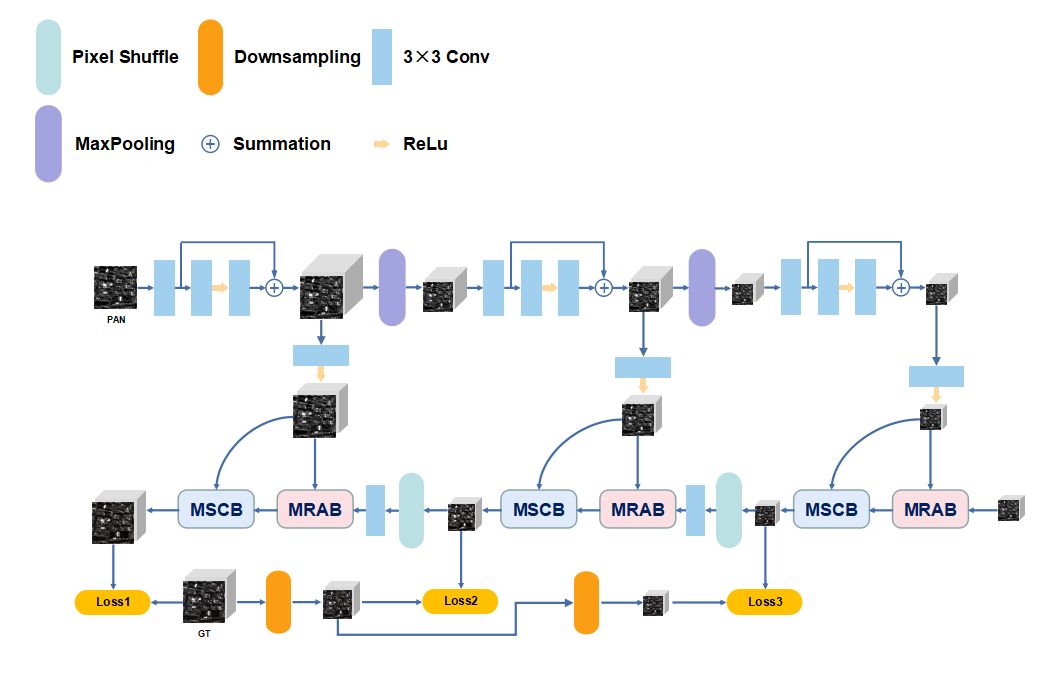 Pixel Shuffle
Downsampling
3×3 Conv
MaxPooling
Summation
ReLu
PAN
MSCB
MRAB
MSCB
MRAB
MSCB
MRAB
Loss1
Loss2
Loss3
GT